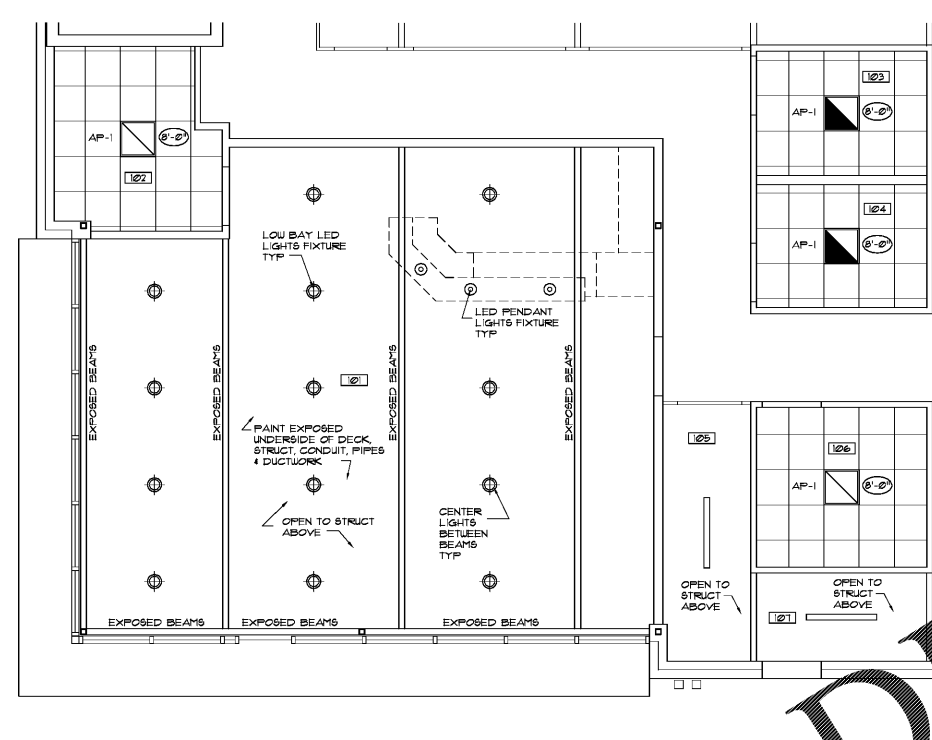 103
AP-1
8'-0"
AP-1
8'-0"
102
104
AP-1
8'-0"
LOW BAY LED
LIGHTS FIXTURE
TYP
LED PENDANT
LIGHTS FIXTURE
TYP
EXPOSED BEAMS
EXPOSED BEAMS
EXPOSED BEAMS
EXPOSED BEAMS
101
PAINT EXPOSED
UNDERSIDE OF DECK,
STRUCT, CONDUIT, PIPES
& DUCTWORK
105
106
AP-1
8'-0"
CENTER
LIGHTS
BETWEEN
BEAMS
TYP
OPEN TO STRUCT
ABOVE
OPEN TO
STRUCT
ABOVE
OPEN TO
STRUCT
ABOVE
107
EXPOSED BEAMS
EXPOSED BEAMS
EXPOSED BEAMS